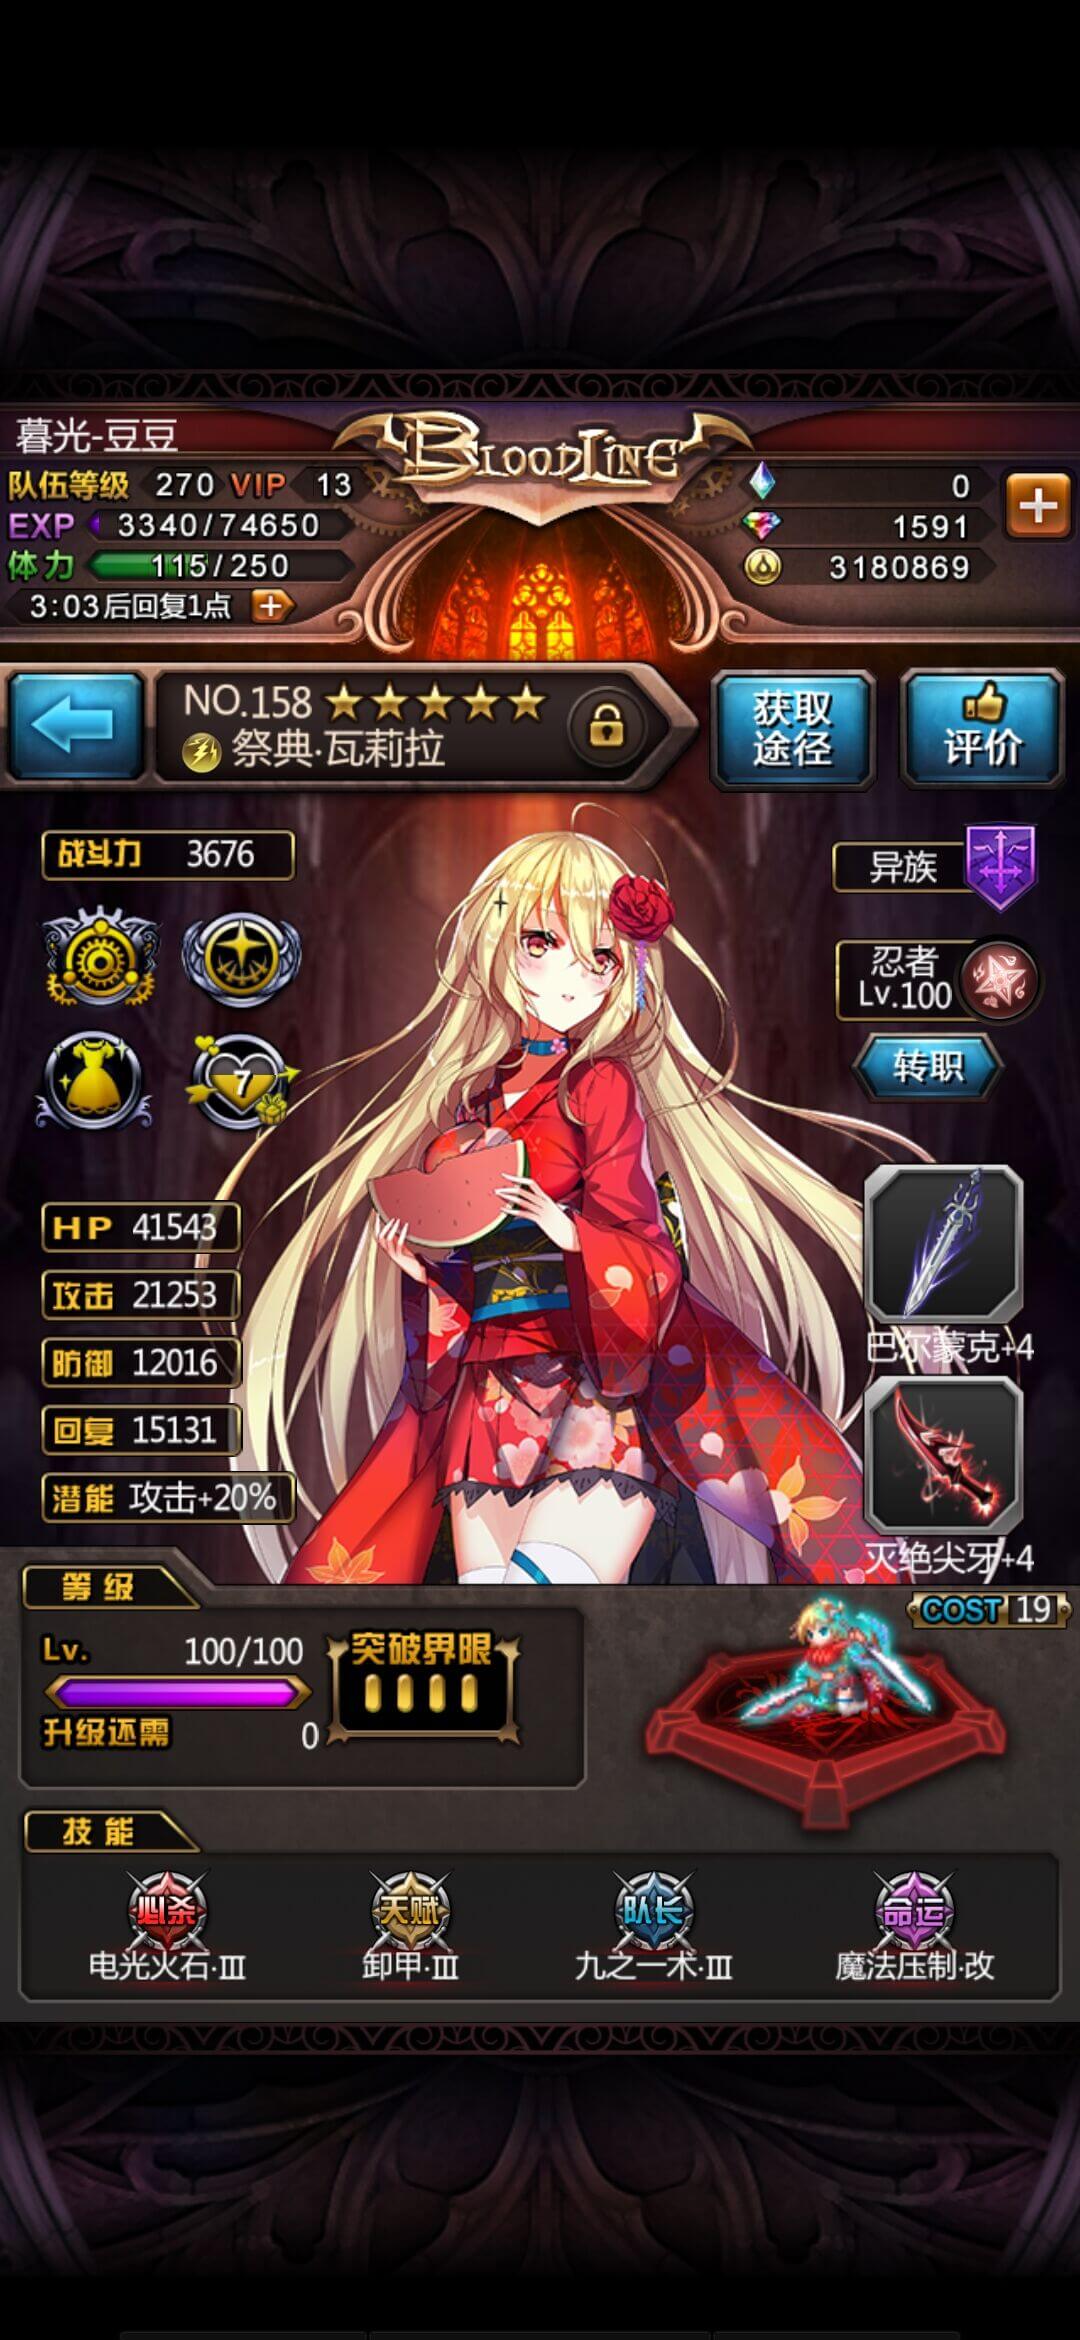 暮光-豆豆
BLOODLINE
队伍等级 270 VIP 13
0
EXP 3340/74650
1591
体力 115/250
3180869
3:03后回复1点
NO.158
祭典·瓦莉拉
获取
途径
评价
战斗力 3676
异族
忍者
Lv.100
转职
7
HP 41543
攻击 21253
防御 12016
回复 15131
潜能 攻击+20%
巴尔蒙克+4
灭绝尖牙+4
等级
COST 19
Lv. 100/100
突破界限
升级还需 0
技能
必杀
天赋
队长
命运
电光火石·III
卸甲·III
九之一术·III
魔法压制·改